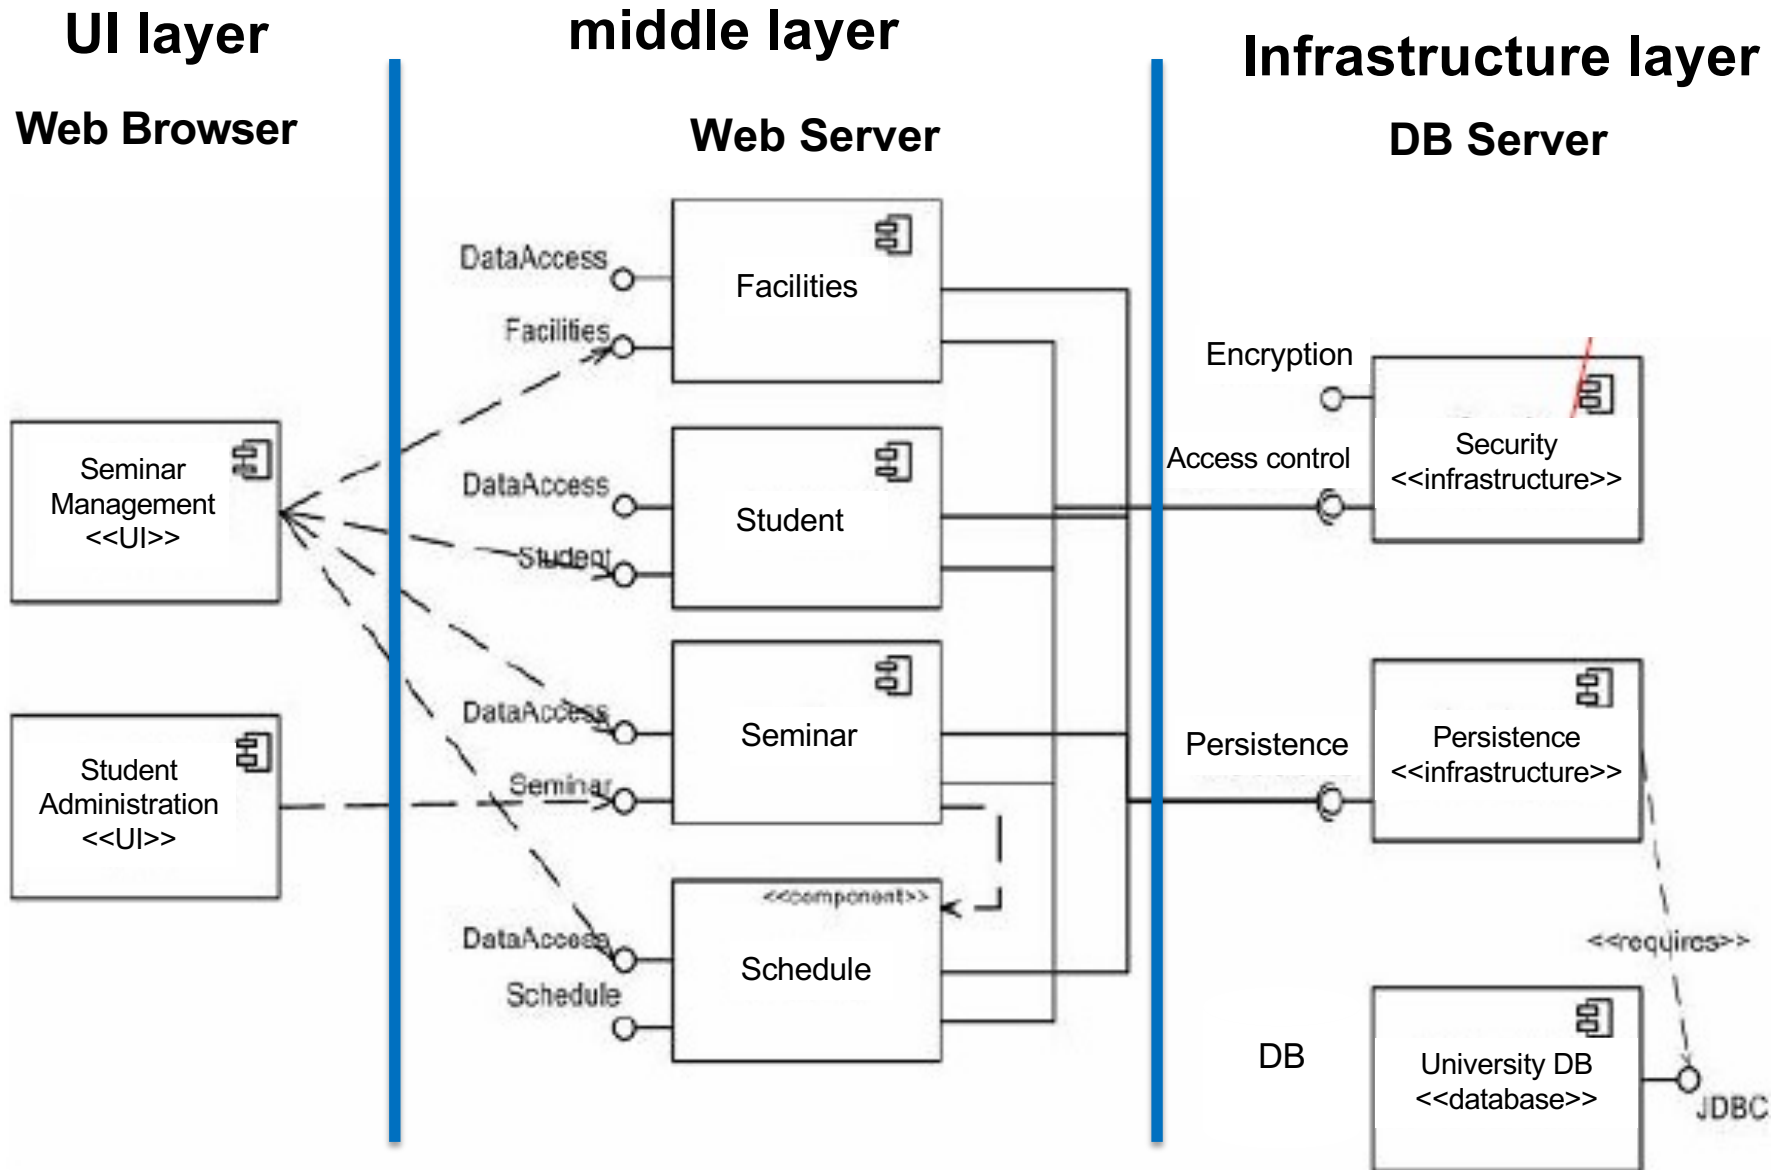 UI layer
middle layer
Infrastructure layer
Web Browser
Web Server
DB Server
DataAccess
Facilities
Facilities
Encryption
Security
<<infrastructure>>
Access control
Seminar
Management
<<UI>>
DataAccess
Student
Student
DataAccess
Seminar
Seminar
Persistence
Persistence
<<infrastructure>>
Student
Administration
<<UI>>
<<component>>
DataAccess
Schedule
Schedule
<<requires>>
DB
University DB
<<database>>
JDBC